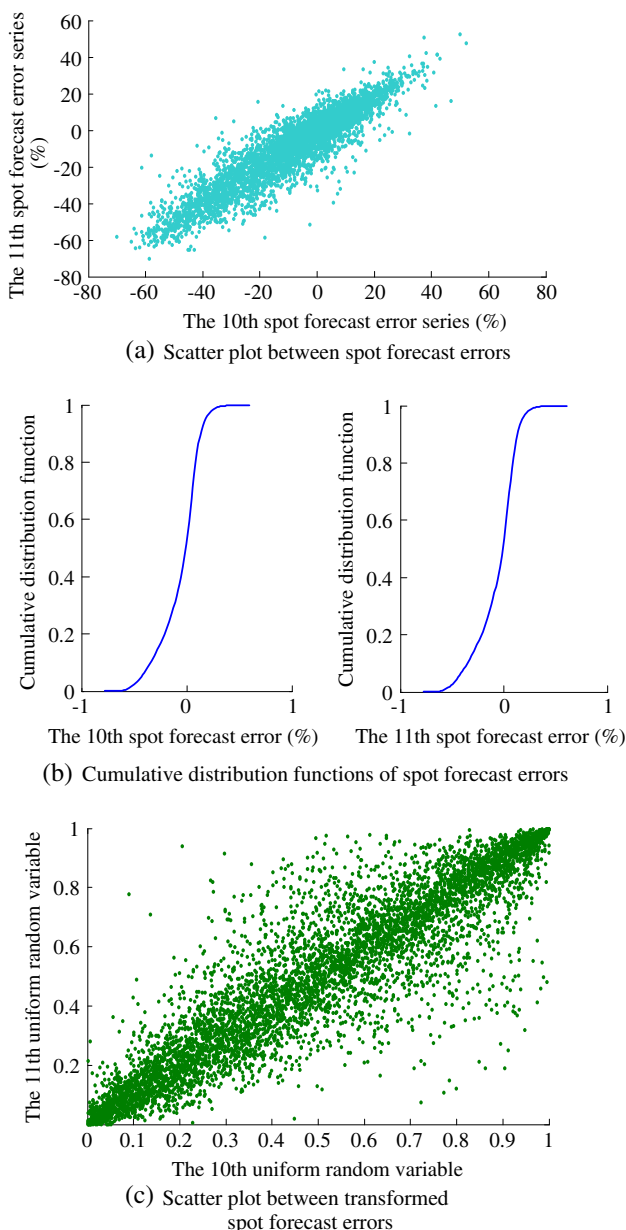 60
40
20
0
-20
-40
-60
-80
The 11th spot forecast error series
(%)
-80 -60 -40 -20 0 20 40 60 80
The 10th spot forecast error series (%)
(a) Scatter plot between spot forecast errors
1
0.8
0.6
0.4
0.2
0
Cumulative distribution function
-1 0 1
The 10th spot forecast error (%)
1
0.8
0.6
0.4
0.2
0
Cumulative distribution function
-1 0 1
The 11th spot forecast error (%)
(b) Cumulative distribution functions of spot forecast errors
1
0.8
0.6
0.4
0.2
The 11th uniform random variable
0 0.1 0.2 0.3 0.4 0.5 0.6 0.7 0.8 0.9 1
The 10th uniform random variable
(c) Scatter plot between transformed
spot forecast errors